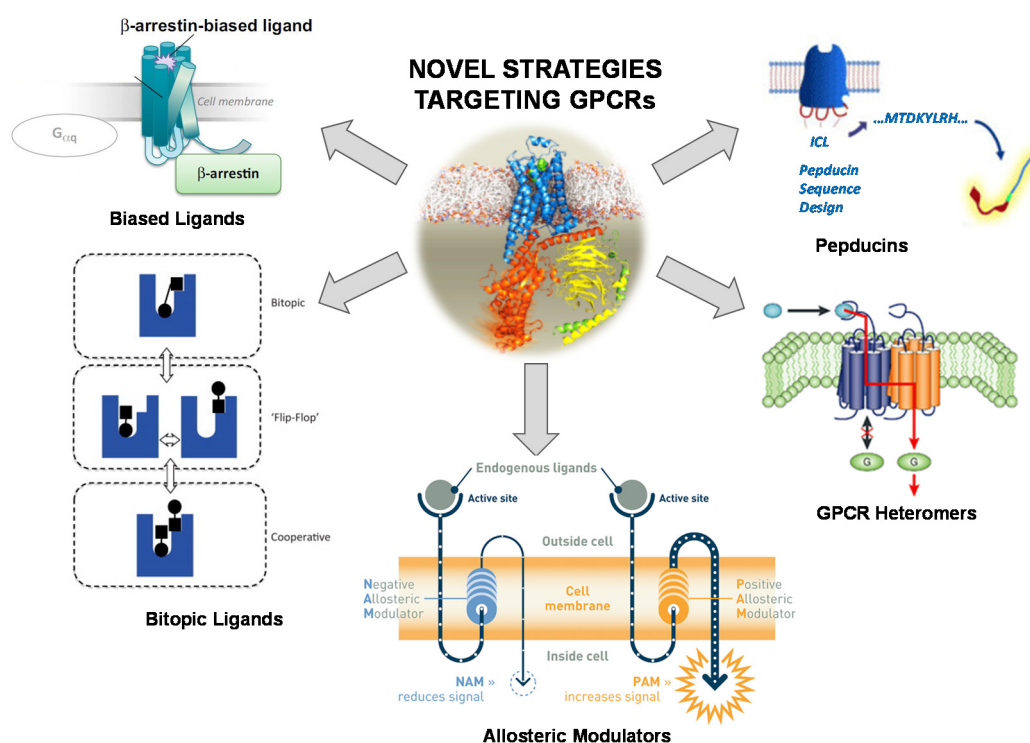 NOVEL STRATEGIES
TARGETING GPCRs
β-arrestin-biased ligand
Cell membrane
Gαq
β-arrestin
Biased Ligands
...MTDKYLRH...
ICL
Pepducin
Sequence
Design
Pepducins
Bitopic
'Flip-Flop'
Cooperative
Bitopic Ligands
G
G
GPCR Heteromers
Endogenous ligands
Active site
Active site
Outside cell
Negative
Allosteric
Modulator
Cell
membrane
Positive
Allosteric
Modulator
Inside cell
NAM »
reduces signal
PAM »
increases signal
Allosteric Modulators